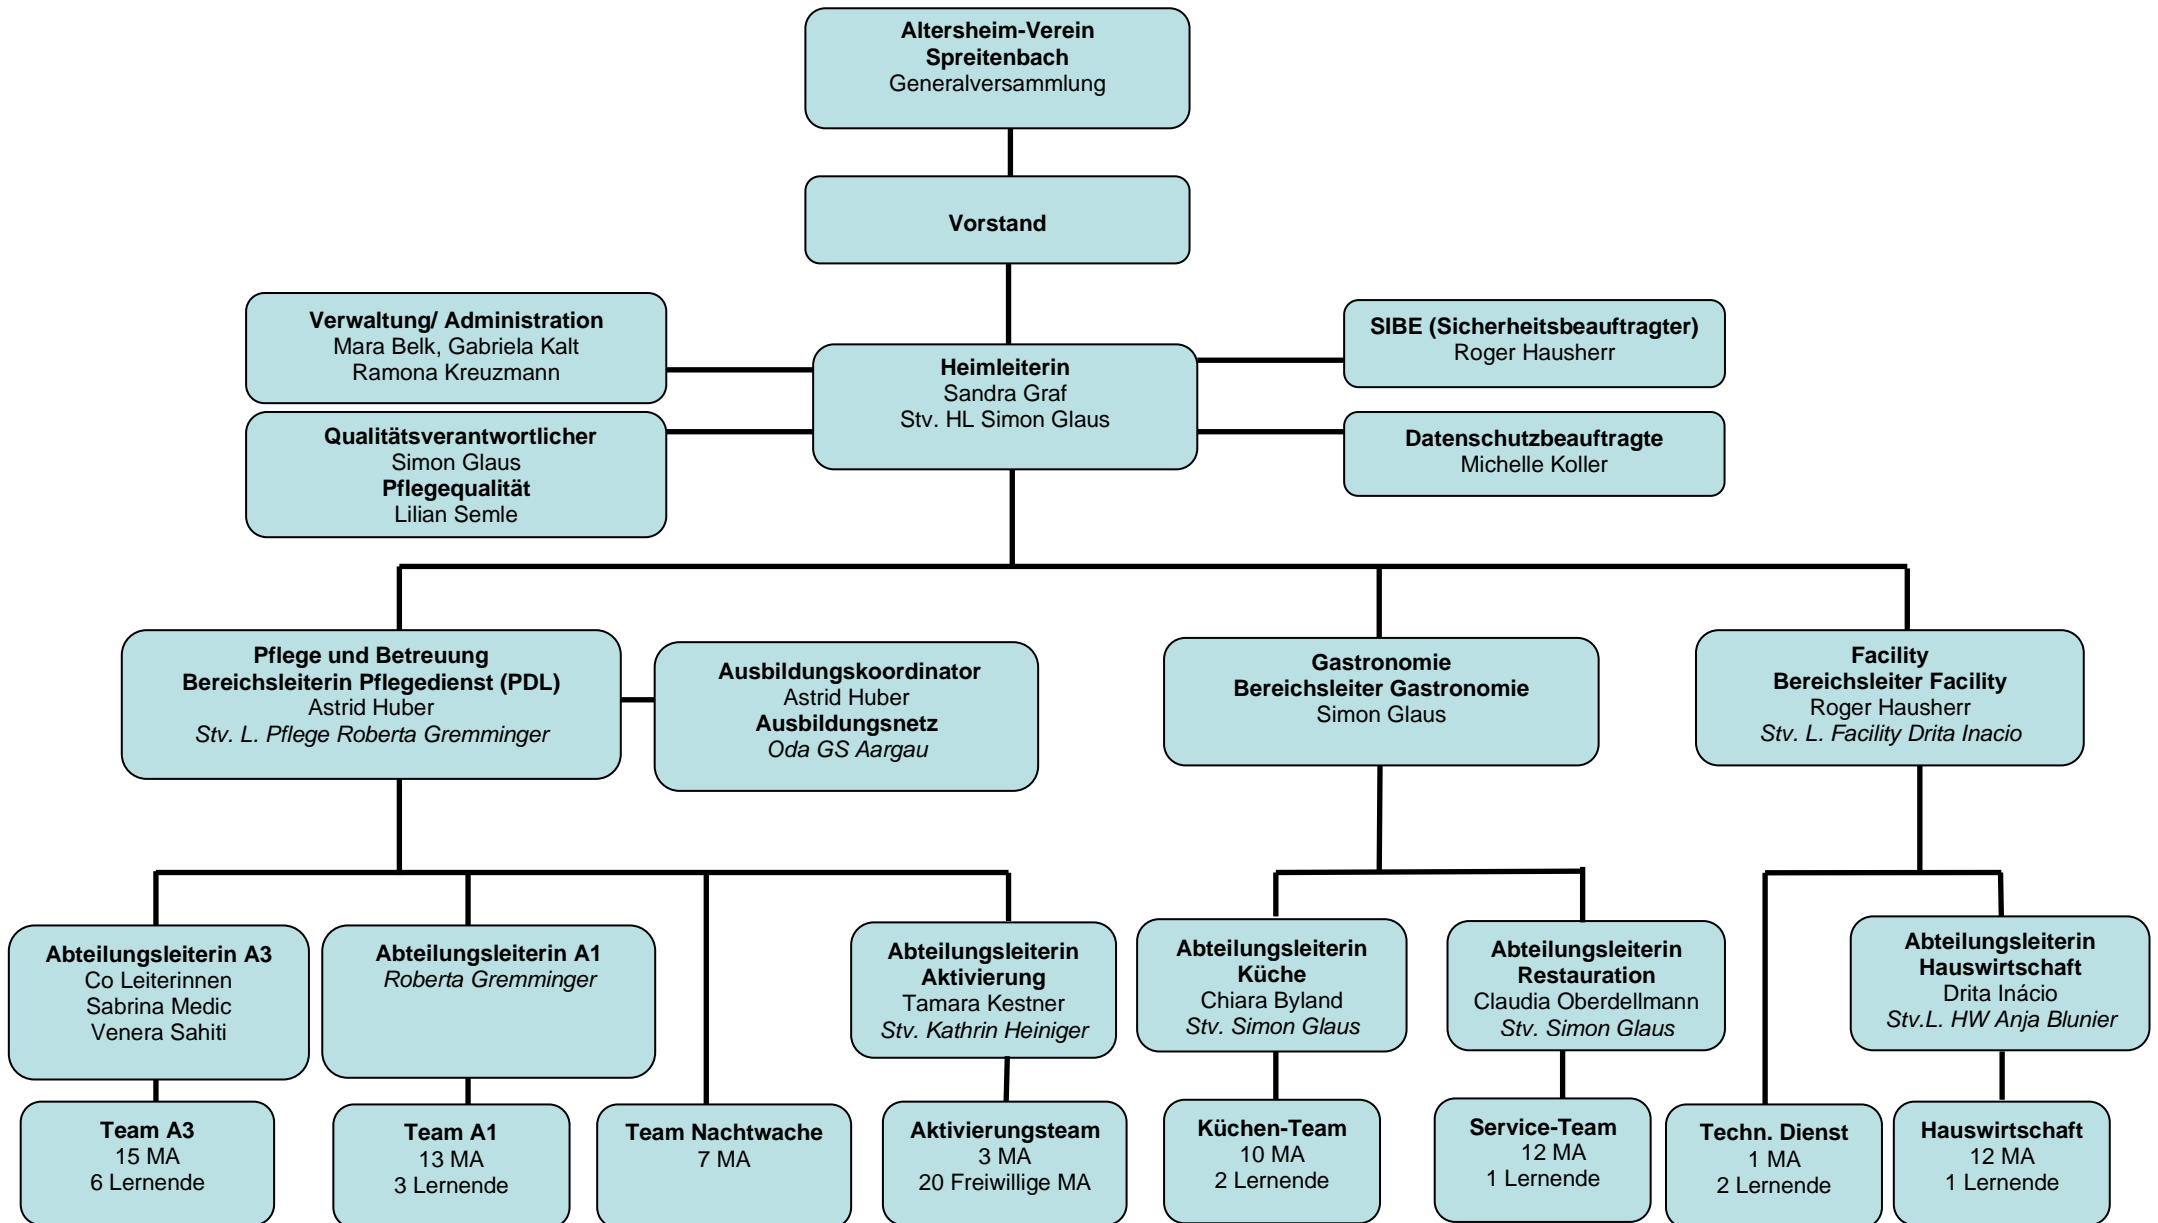 Altersheim-Verein
Spreitenbach
Generalversammlung
Vorstand
Verwaltung/ Administration
Mara Belk, Gabriela Kalt
Ramona Kreuzmann
SIBE (Sicherheitsbeauftragter)
Roger Hausherr
Heimleiterin
Sandra Graf
Stv. HL Simon Glaus
Qualitätsverantwortlicher
Simon Glaus
Pflegequalität
Lilian Semle
Datenschutzbeauftragte
Michelle Koller
Pflege und Betreuung
Bereichsleiterin Pflegedienst (PDL)
Astrid Huber
Stv. L. Pflege Roberta Gremminger
Ausbildungskoordinator
Astrid Huber
Ausbildungsnetz
Oda GS Aargau
Gastronomie
Bereichsleiter Gastronomie
Simon Glaus
Facility
Bereichsleiter Facility
Roger Hausherr
Stv. L. Facility Drita Inacio
Abteilungsleiterin A3
Co Leiterinnen
Sabrina Medic
Venera Sahiti
Abteilungsleiterin A1
Roberta Gremminger
Abteilungsleiterin
Aktivierung
Tamara Kestner
Stv. Kathrin Heiniger
Abteilungsleiterin
Küche
Chiara Byland
Stv. Simon Glaus
Abteilungsleiterin
Restauration
Claudia Oberdellmann
Stv. Simon Glaus
Abteilungsleiterin
Hauswirtschaft
Drita Inácio
Stv.L. HW Anja Blunier
Team A3
15 MA
6 Lernende
Team A1
13 MA
3 Lernende
Team Nachtwache
7 MA
Aktivierungsteam
3 MA
20 Freiwillige MA
Küchen-Team
10 MA
2 Lernende
Service-Team
12 MA
1 Lernende
Techn. Dienst
1 MA
2 Lernende
Hauswirtschaft
12 MA
1 Lernende